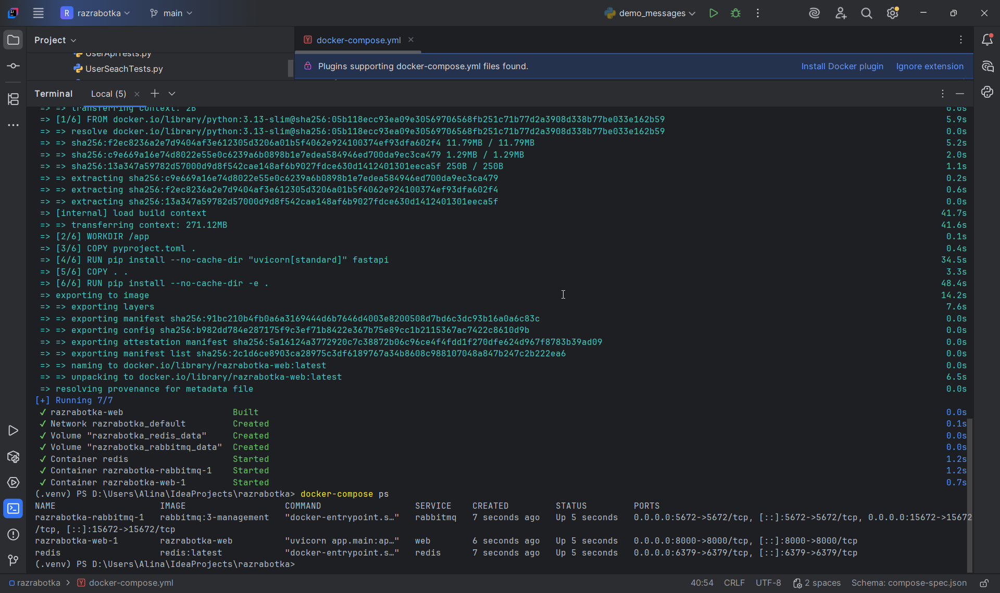 R razrabotka main demo_messages
Project
docker-compose.yml
UserApiTests.py
UserSeachTests.py
Plugins supporting docker-compose.yml files found. Install Docker plugin Ignore extension
Terminal Local (5)
=> => transferring context: 2B 0.0s
=> [1/6] FROM docker.io/library/python:3.13-slim@sha256:05b118ecc93ea09e30569706568fb251c71b77d2a3908d338b77be033e162b59 5.9s
=> => resolve docker.io/library/python:3.13-slim@sha256:05b118ecc93ea09e30569706568fb251c71b77d2a3908d338b77be033e162b59 0.0s
=> => sha256:f2ec8236a2e7d9404af3e612305d3206a01b5f4062e924100374ef93dfa602f4 11.79MB / 11.79MB 5.2s
=> => sha256:c9e669a16e74d8022e55e0c6239a6b0898b1e7edea584946ed700da9ec3ca479 1.29MB / 1.29MB 2.0s
=> => sha256:13a347a59782d57000d9d8f542cae148af6b9027fdce630d1412401301eeca5f 250B / 250B 1.1s
=> => extracting sha256:c9e669a16e74d8022e55e0c6239a6b0898b1e7edea584946ed700da9ec3ca479 0.2s
=> => extracting sha256:f2ec8236a2e7d9404af3e612305d3206a01b5f4062e924100374ef93dfa602f4 0.6s
=> => extracting sha256:13a347a59782d57000d9d8f542cae148af6b9027fdce630d1412401301eeca5f 0.0s
=> [internal] load build context 41.7s
=> => transferring context: 271.12MB 41.6s
=> [2/6] WORKDIR /app 0.1s
=> [3/6] COPY pyproject.toml . 0.4s
=> [4/6] RUN pip install --no-cache-dir "uvicorn[standard]" fastapi 34.5s
=> [5/6] COPY . . 3.3s
=> [6/6] RUN pip install --no-cache-dir -e . 48.4s
=> exporting to image 14.2s
=> => exporting layers 7.6s
=> => exporting manifest sha256:91bc210b4fb0a6a3169444d6b7646d4003e8200508d7bd6c3dc93b16a0a6c83c 0.0s
=> => exporting config sha256:b982dd784e287175f9c3ef71b8422e367b75e89cc1b2115367ac7422c8610d9b 0.0s
=> => exporting attestation manifest sha256:5a16124a3772920c7c38872b06c96ce4f4fdd1f270dfe624d967f8783b39ad09 0.0s
=> => exporting manifest list sha256:2c1d6ce8903ca28975c3df6189767a34b8608c988107048a847b247c2b222ea6 0.0s
=> => naming to docker.io/library/razrabotka-web:latest 0.0s
=> => unpacking to docker.io/library/razrabotka-web:latest 6.5s
=> resolving provenance for metadata file 0.0s
[+] Running 7/7
✓ razrabotka-web Built 0.0s
✓ Network razrabotka_default Created 0.1s
✓ Volume "razrabotka_redis_data" Created 0.0s
✓ Volume "razrabotka_rabbitmq_data" Created 0.0s
✓ Container redis Started 1.2s
✓ Container razrabotka-rabbitmq-1 Started 1.2s
✓ Container razrabotka-web-1 Started 0.7s
(.venv) PS D:\Users\Alina\IdeaProjects\razrabotka> docker-compose ps
NAME IMAGE COMMAND SERVICE CREATED STATUS PORTS
razrabotka-rabbitmq-1 rabbitmq:3-management "docker-entrypoint.s…" rabbitmq 7 seconds ago Up 5 seconds 0.0.0.0:5672->5672/tcp, [::]:5672->5672/tcp, 0.0.0.0:15672->15672
/tcp, [::]:15672->15672/tcp
razrabotka-web-1 razrabotka-web "uvicorn app.main:ap…" web 6 seconds ago Up 5 seconds 0.0.0.0:8000->8000/tcp, [::]:8000->8000/tcp
redis redis:latest "docker-entrypoint.s…" redis 7 seconds ago Up 5 seconds 0.0.0.0:6379->6379/tcp, [::]:6379->6379/tcp
(.venv) PS D:\Users\Alina\IdeaProjects\razrabotka>
razrabotka > docker-compose.yml 40:54 CRLF UTF-8 2 spaces Schema: compose-spec.json